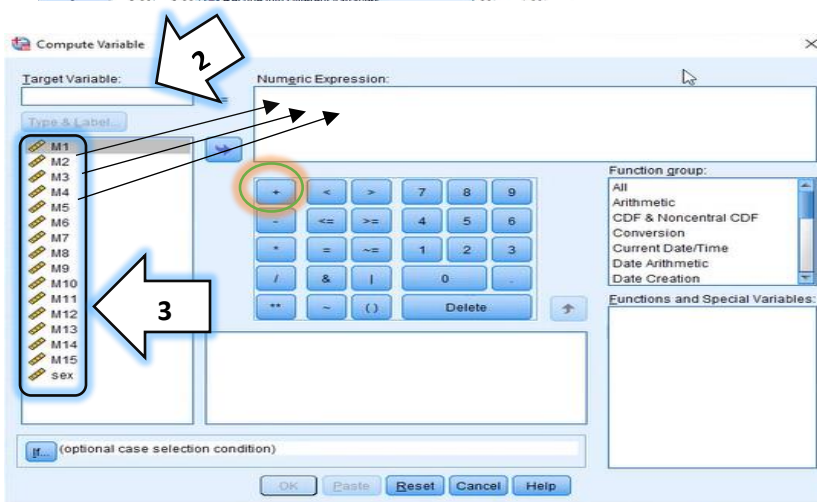 Compute Variable
2
Target Variable:
Numeric Expression:
=
Type & Label...
M1
M2
M3
M4
M5
M6
M7
M8
M9
M10
M11
M12
M13
M14
M15
sex
3
+ < > 7 8 9
- <= >= 4 5 6
* = ~= 1 2 3
/ & | 0 .
** ~ () Delete
Function group:
All
Arithmetic
CDF & Noncentral CDF
Conversion
Current Date/Time
Date Arithmetic
Date Creation
Functions and Special Variables:
If... (optional case selection condition)
OK Paste Reset Cancel Help